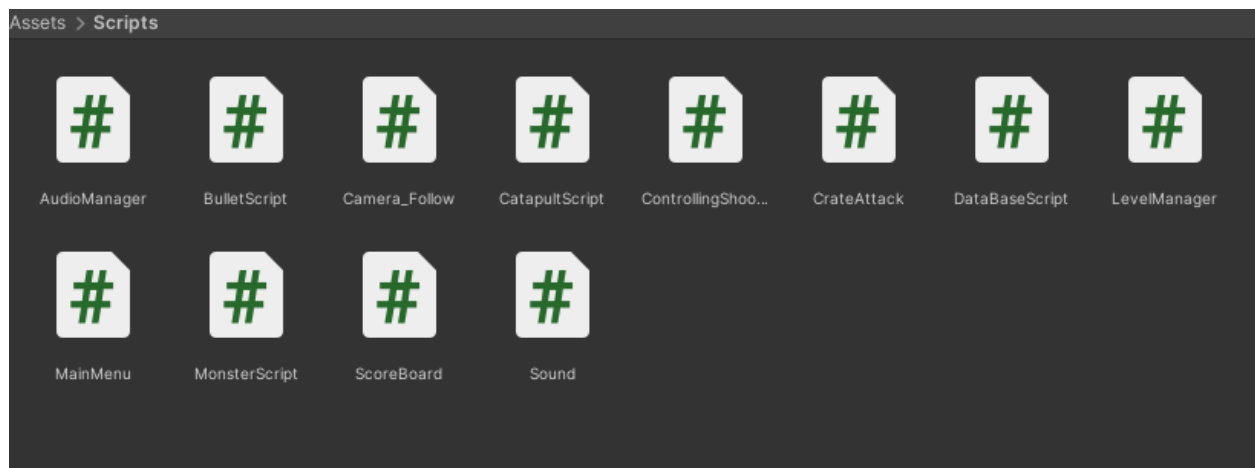 Assets > Scripts
AudioManager BulletScript Camera_Follow CatapultScript ControllingShoo... CrateAttack DataBaseScript LevelManager
MainMenu MonsterScript ScoreBoard Sound